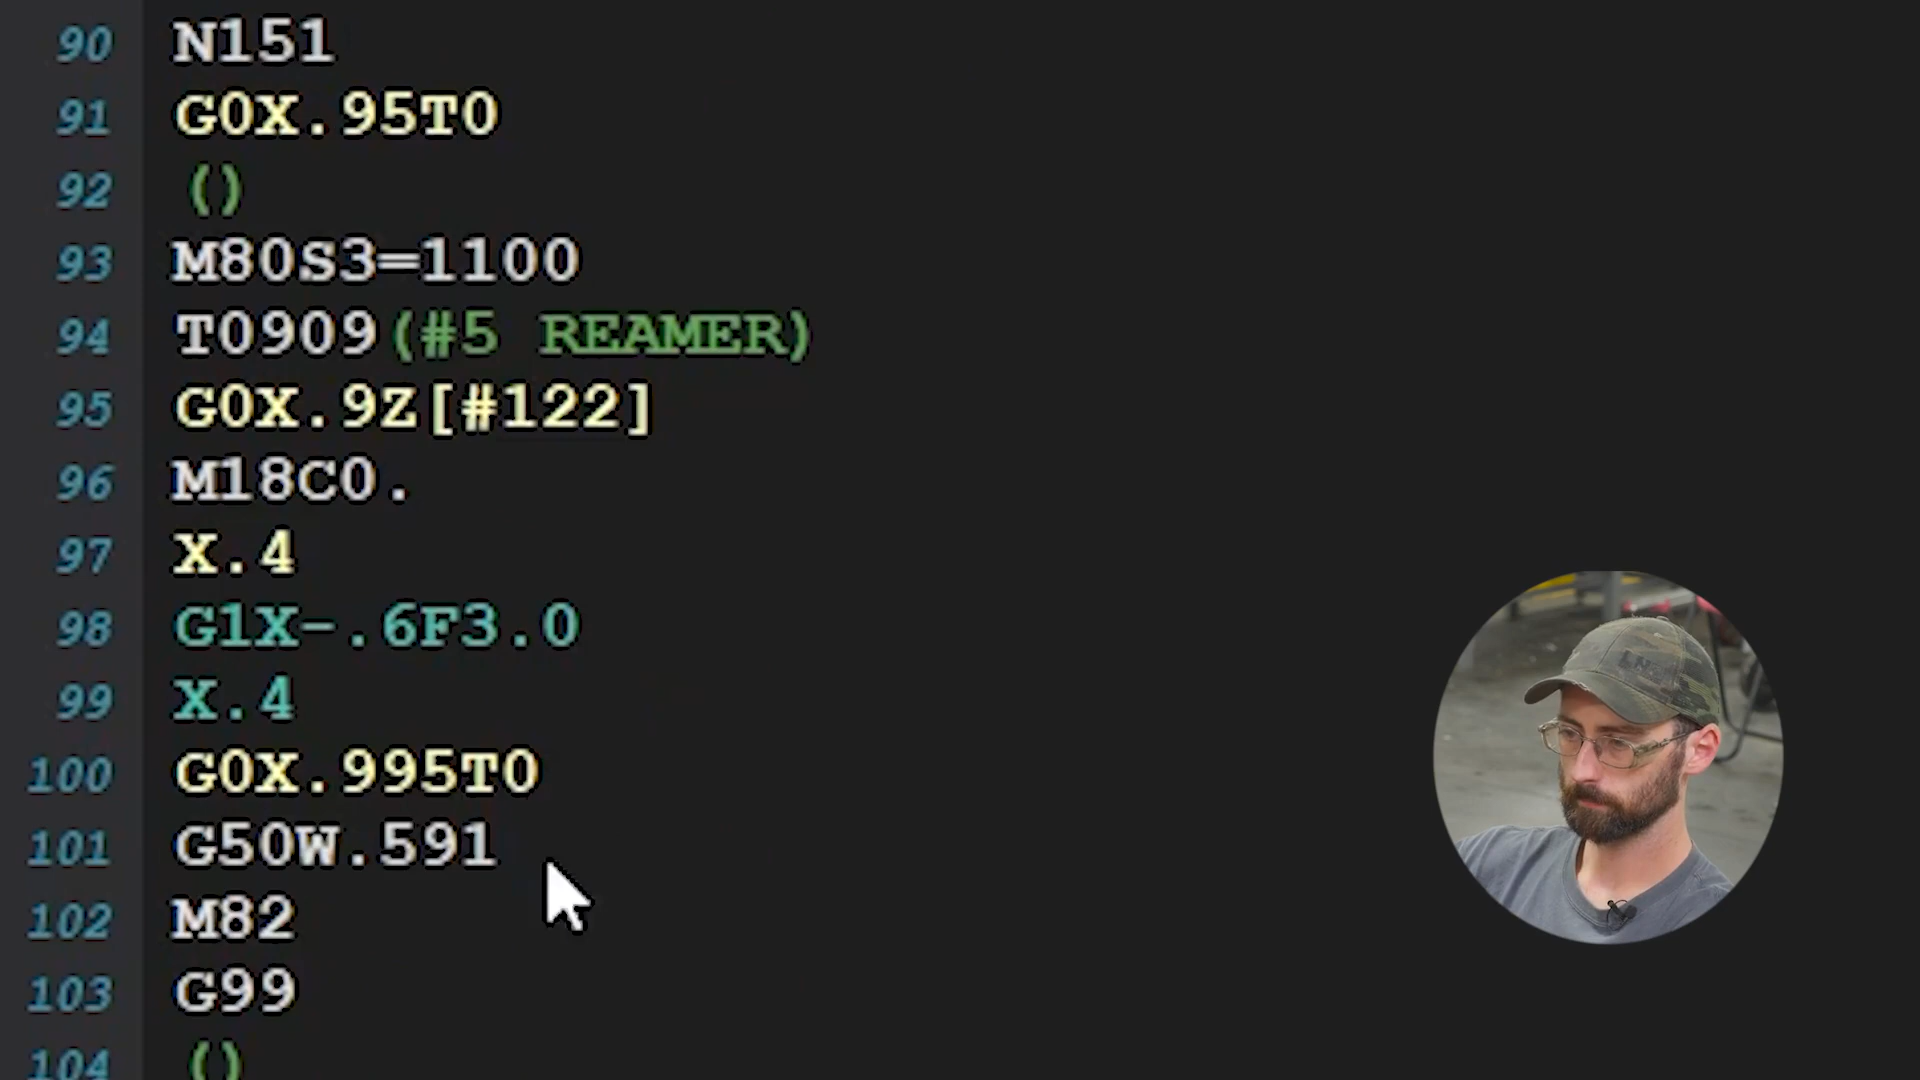 90 N151
91 G0X.95T0
92 ()
93 M80S3=1100
94 T0909(#5 REAMER)
95 G0X.9Z[#122]
96 M18C0.
97 X.4
98 G1X-.6F3.0
99 X.4
100 G0X.995T0
101 G50W.591
102 M82
103 G99
104 ()